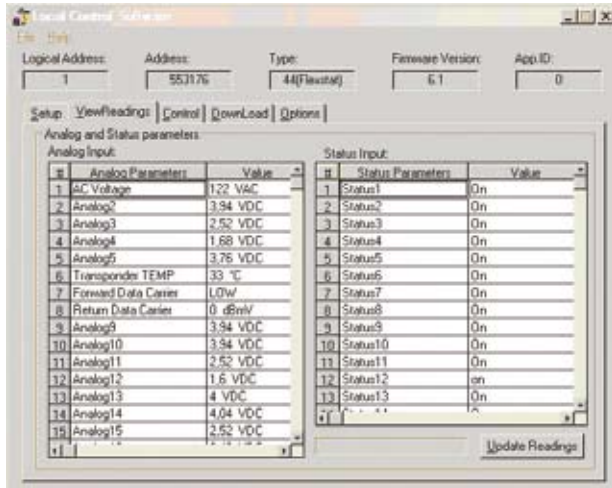 Local Control Software
File Help
Logical Address: Address: Type: Firmware Version: App.ID:
1 553176 44(Flexstat) 6.1 0
Setup ViewReadings Control DownLoad Options
Analog and Status parameters
Analog Input: Status Input:
# Analog Parameters Value # Status Parameters Value
1 AC Voltage 122 VAC 1 Status1 On
2 Analog2 3,94 VDC 2 Status2 On
3 Analog3 2,52 VDC 3 Status3 On
4 Analog4 1,68 VDC 4 Status4 On
5 Analog5 3,76 VDC 5 Status5 On
6 Transponder TEMP 33 °C 6 Status6 On
7 Forward Data Carrier LOW 7 Status7 On
8 Return Data Carrier 0 dBmV 8 Status8 On
9 Analog9 3,94 VDC 9 Status9 On
10 Analog10 3,94 VDC 10 Status10 On
11 Analog11 2,52 VDC 11 Status11 On
12 Analog12 1,6 VDC 12 Status12 on
13 Analog13 4 VDC 13 Status13 On
14 Analog14 4,04 VDC
15 Analog15 2,52 VDC
Update Readings